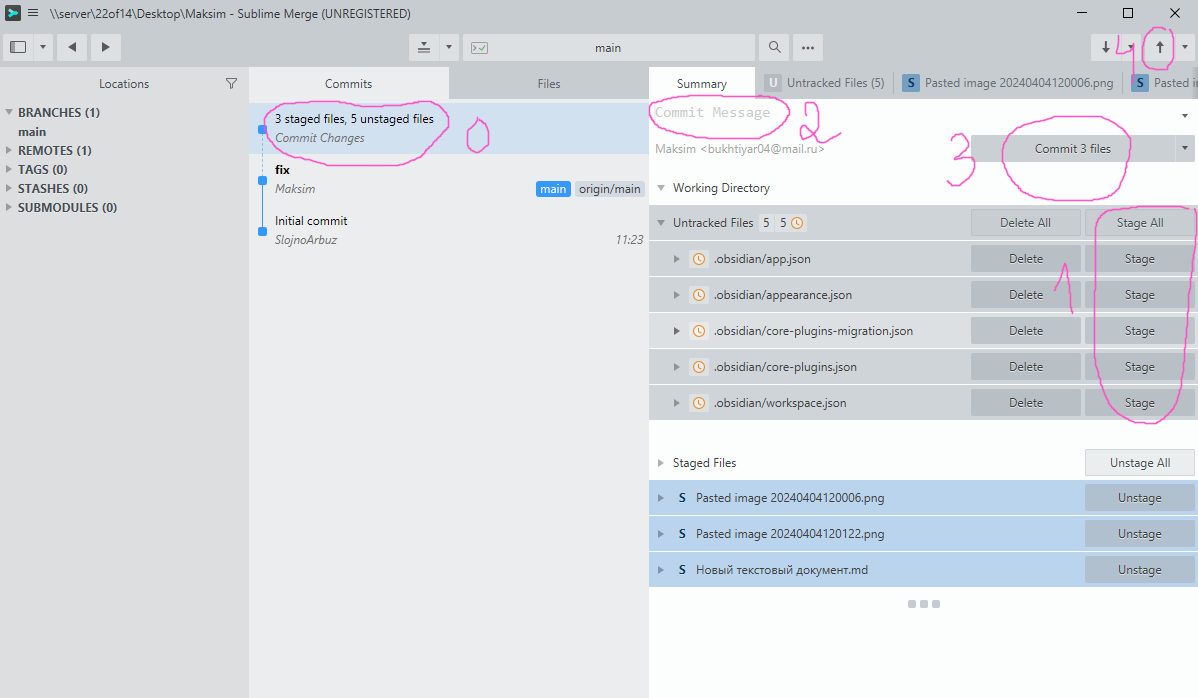 \\server\22of14\Desktop\Maksim - Sublime Merge (UNREGISTERED)
main
4
Locations
Commits
Files
Summary
U Untracked Files (5)
S Pasted image 20240404120006.png
S Pasted i
BRANCHES (1)
main
REMOTES (1)
TAGS (0)
STASHES (0)
SUBMODULES (0)
3 staged files, 5 unstaged files
Commit Changes
0
fix
Maksim
main origin/main
Initial commit
SlojnoArbuz 11:23
Commit Message
2
Maksim <bukhtiyar04@mail.ru>
3
Commit 3 files
Working Directory
Untracked Files 5 5 Delete All Stage All
.obsidian/app.json Delete Stage
1
.obsidian/appearance.json Delete Stage
.obsidian/core-plugins-migration.json Delete Stage
.obsidian/core-plugins.json Delete Stage
.obsidian/workspace.json Delete Stage
Staged Files Unstage All
S Pasted image 20240404120006.png Unstage
S Pasted image 20240404120122.png Unstage
S Новый текстовый документ.md Unstage